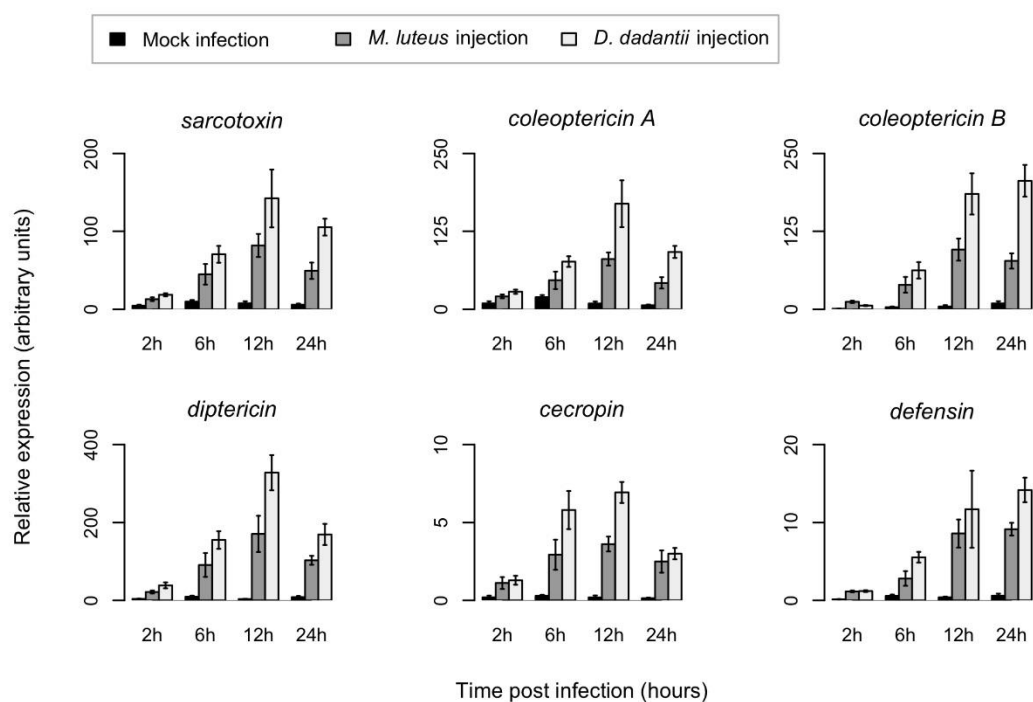 Mock infection M. luteus injection D. dadantii injection
sarcotoxin coleoptericin A coleoptericin B
200 250 250
100 125 125
0 0 0
2h 6h 12h 24h 2h 6h 12h 24h 2h 6h 12h 24h
Relative expression (arbitrary units)
diptericin cecropin defensin
400 10 20
200 5 10
0 0 0
2h 6h 12h 24h 2h 6h 12h 24h 2h 6h 12h 24h
Time post infection (hours)